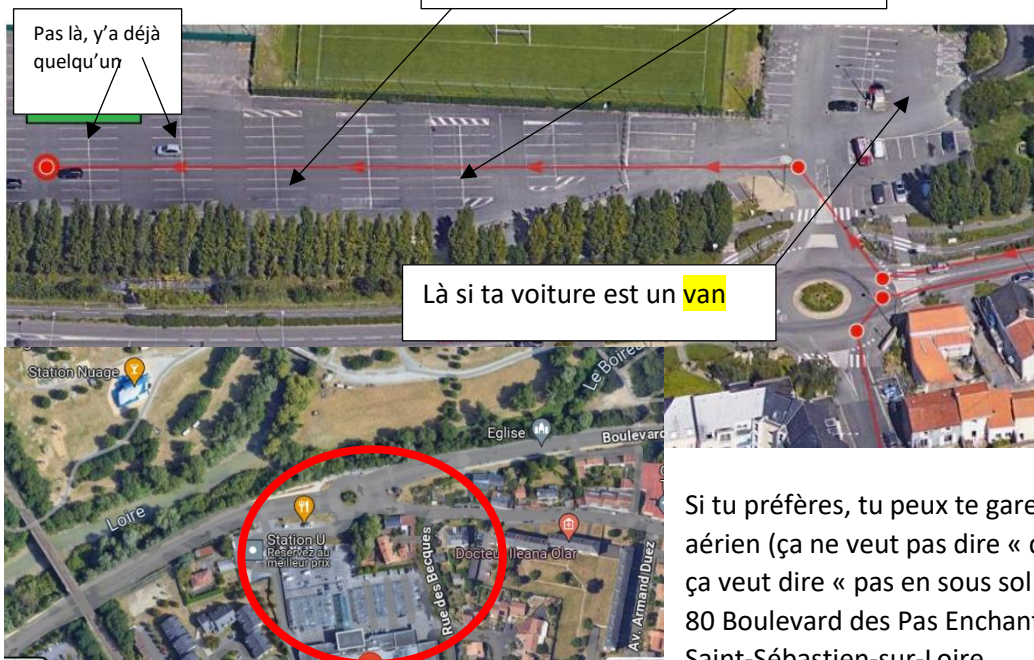 Pas là, y'a déjà
quelqu'un
Là si ta voiture est un van
Station Nuage
Le Boires
Eglise
Boulevard
Loire
Station U
Réservez au
meilleur prix
Rue des Becques
Docteur Ileana Olar
Av. Armand Duez
Si tu préfères, tu peux te gare
aérien (ça ne veut pas dire « d
ça veut dire « pas en sous sol
80 Boulevard des Pas Enchan
Saint-Sébastien-sur-Loire